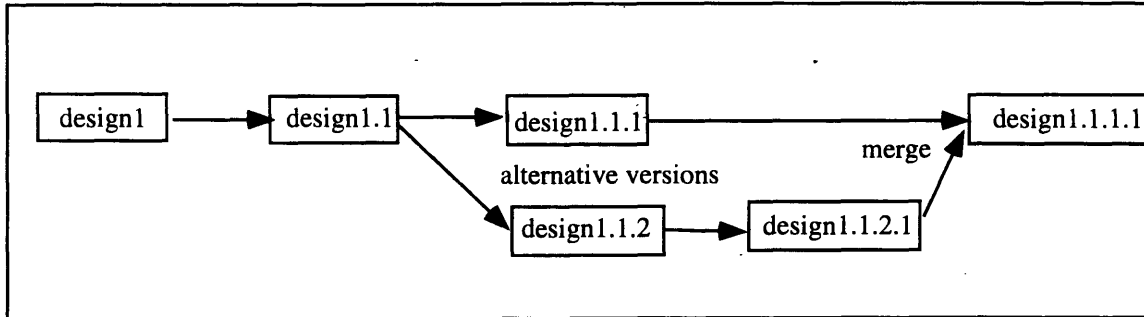 design1
design1.1
design1.1.1
design1.1.1.1
merge
alternative versions
design1.1.2
design1.1.2.1